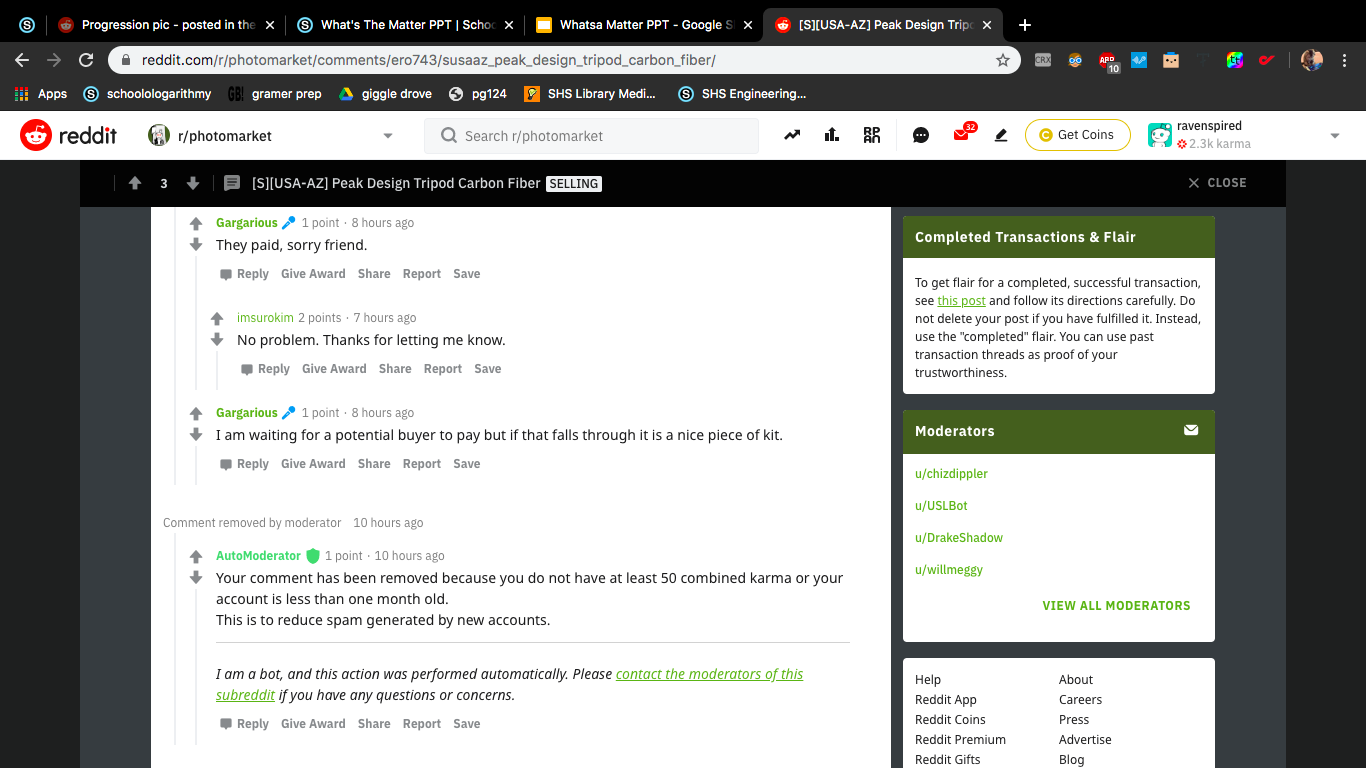 Progression pic - posted in the
What's The Matter PPT | Schoo
Whatsa Matter PPT - Google S
[S][USA-AZ] Peak Design Tripo
reddit.com/r/photomarket/comments/ero743/susaaz_peak_design_tripod_carbon_fiber/
CRX
ABP
10
Apps
schoolologarithmy
GB!
gramer prep
giggle drove
pg124
SHS Library Medi...
SHS Engineering...
reddit
r/photomarket
Search r/photomarket
32
Get Coins
ravenspired
2.3k karma
3
[S][USA-AZ] Peak Design Tripod Carbon Fiber SELLING
CLOSE
Gargarious 1 point · 8 hours ago
They paid, sorry friend.
Reply Give Award Share Report Save
imsurokim 2 points · 7 hours ago
No problem. Thanks for letting me know.
Reply Give Award Share Report Save
Gargarious 1 point · 8 hours ago
I am waiting for a potential buyer to pay but if that falls through it is a nice piece of kit.
Reply Give Award Share Report Save
Comment removed by moderator 10 hours ago
AutoModerator 1 point · 10 hours ago
Your comment has been removed because you do not have at least 50 combined karma or your
account is less than one month old.
This is to reduce spam generated by new accounts.
I am a bot, and this action was performed automatically. Please contact the moderators of this
subreddit if you have any questions or concerns.
Reply Give Award Share Report Save
Completed Transactions & Flair
To get flair for a completed, successful transaction,
see this post and follow its directions carefully. Do
not delete your post if you have fulfilled it. Instead,
use the "completed" flair. You can use past
transaction threads as proof of your
trustworthiness.
Moderators
u/chizdippler
u/USLBot
u/DrakeShadow
u/willmeggy
VIEW ALL MODERATORS
Help About
Reddit App Careers
Reddit Coins Press
Reddit Premium Advertise
Reddit Gifts Blog